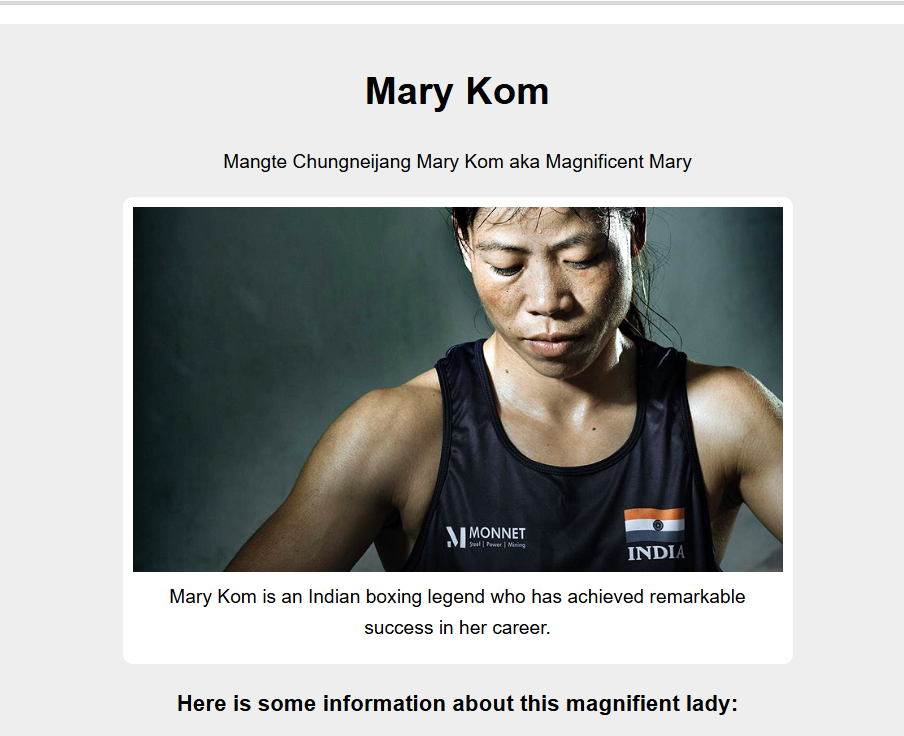 Mary Kom
Mangte Chungneijang Mary Kom aka Magnificent Mary
MONNET
Steel | Power | Mining
INDIA
Mary Kom is an Indian boxing legend who has achieved remarkable
success in her career.
Here is some information about this magnifient lady: